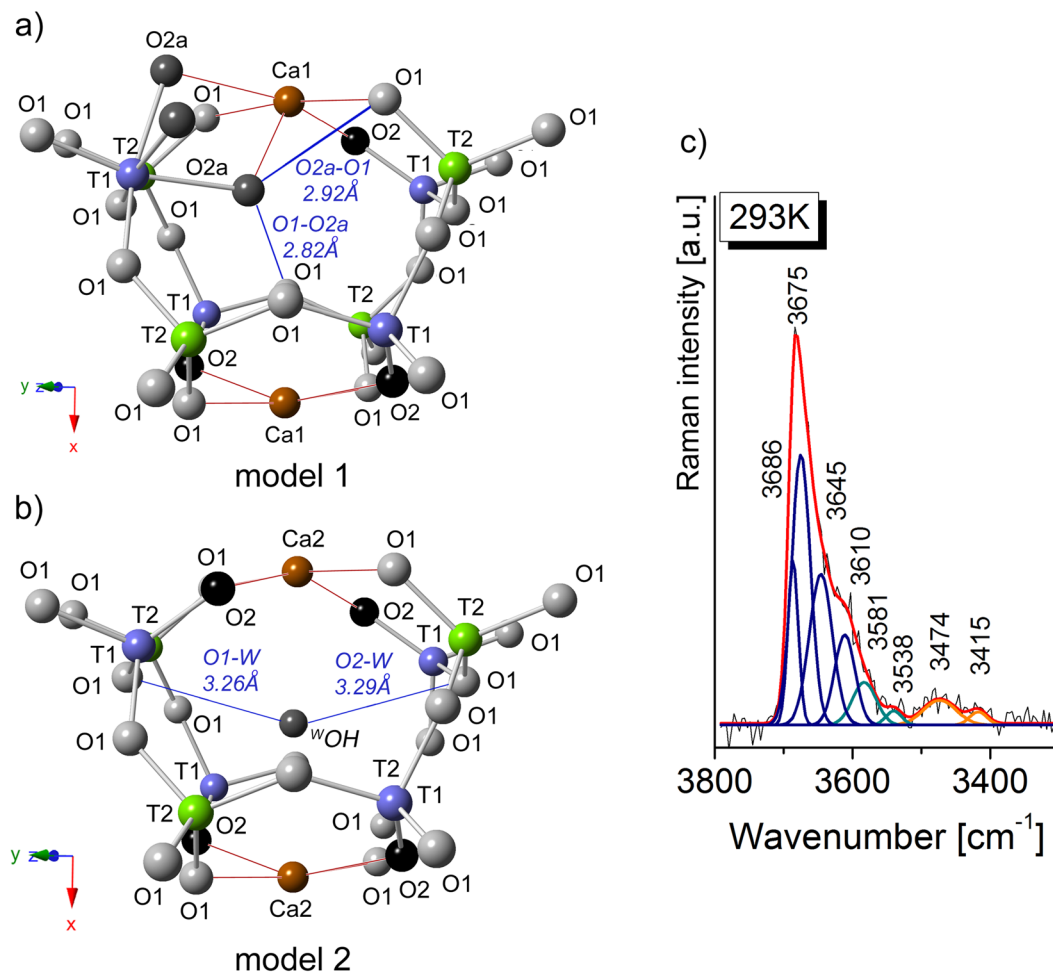 a)
O2a
Ca1
O1
O1
O1
O1
O2
T2
O1
T2
T1
O2a
T1
O1
O2a-O1
2.92Å
O1
O1
O1
O1-O2a
2.82Å
O1
O1
O1
T1
T2
O1
T2
O1
T1
O2
O1
O1
O1
O2
O1
Ca1
y z
x
model 1
b)
Ca2
O1
O1
O1
O2
O2
T2
T2
T1
T1
O1
O1-W
3.26Å
O2-W
3.29Å
O1
O1
O1
O1
O1
WOH
O1
T1
T2
T2
T1
O1
O2
O1
O1
O1
O2
O1
Ca2
y z
x
model 2
c)
293K
Raman intensity [a.u.]
3686
3675
3645
3610
3581
3538
3474
3415
3800 3600 3400
Wavenumber [cm-1]